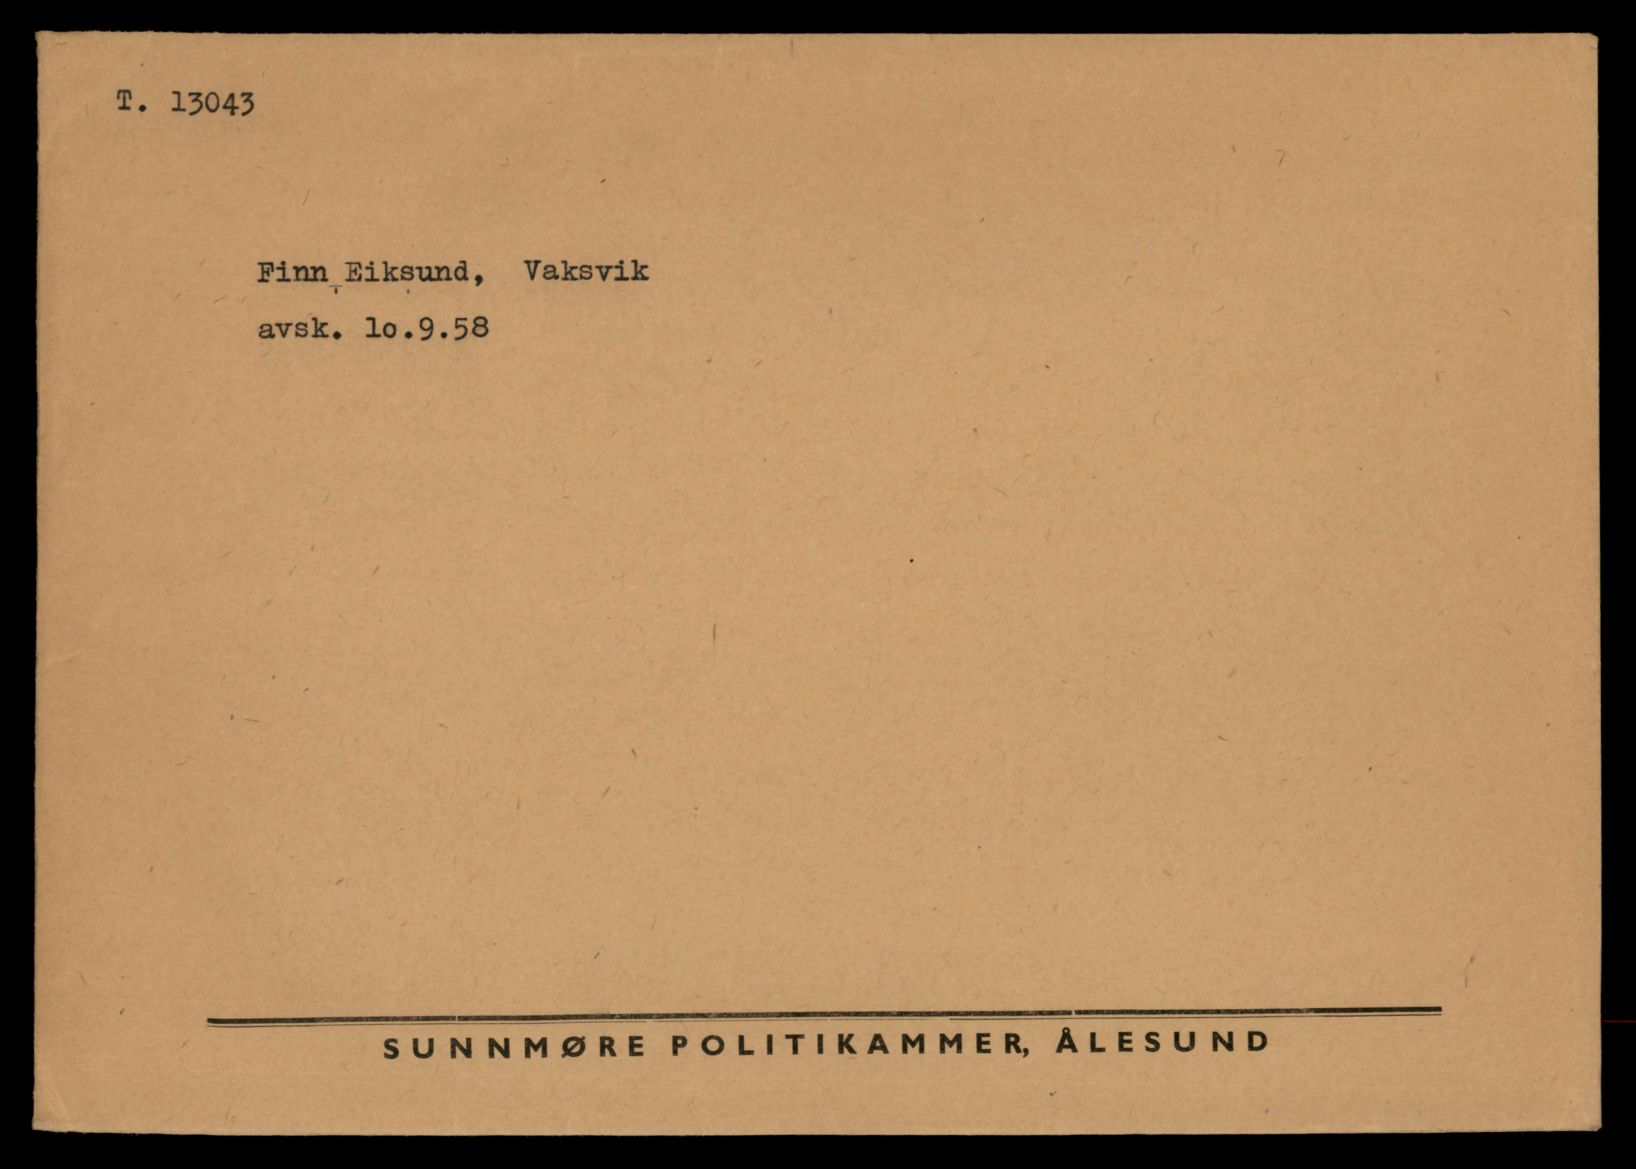 T. 13043
Finn Eiksund, Vaksvik
avsk. lo.9.58
SUNNMØRE POLITIKAMMER, ÅLESUND